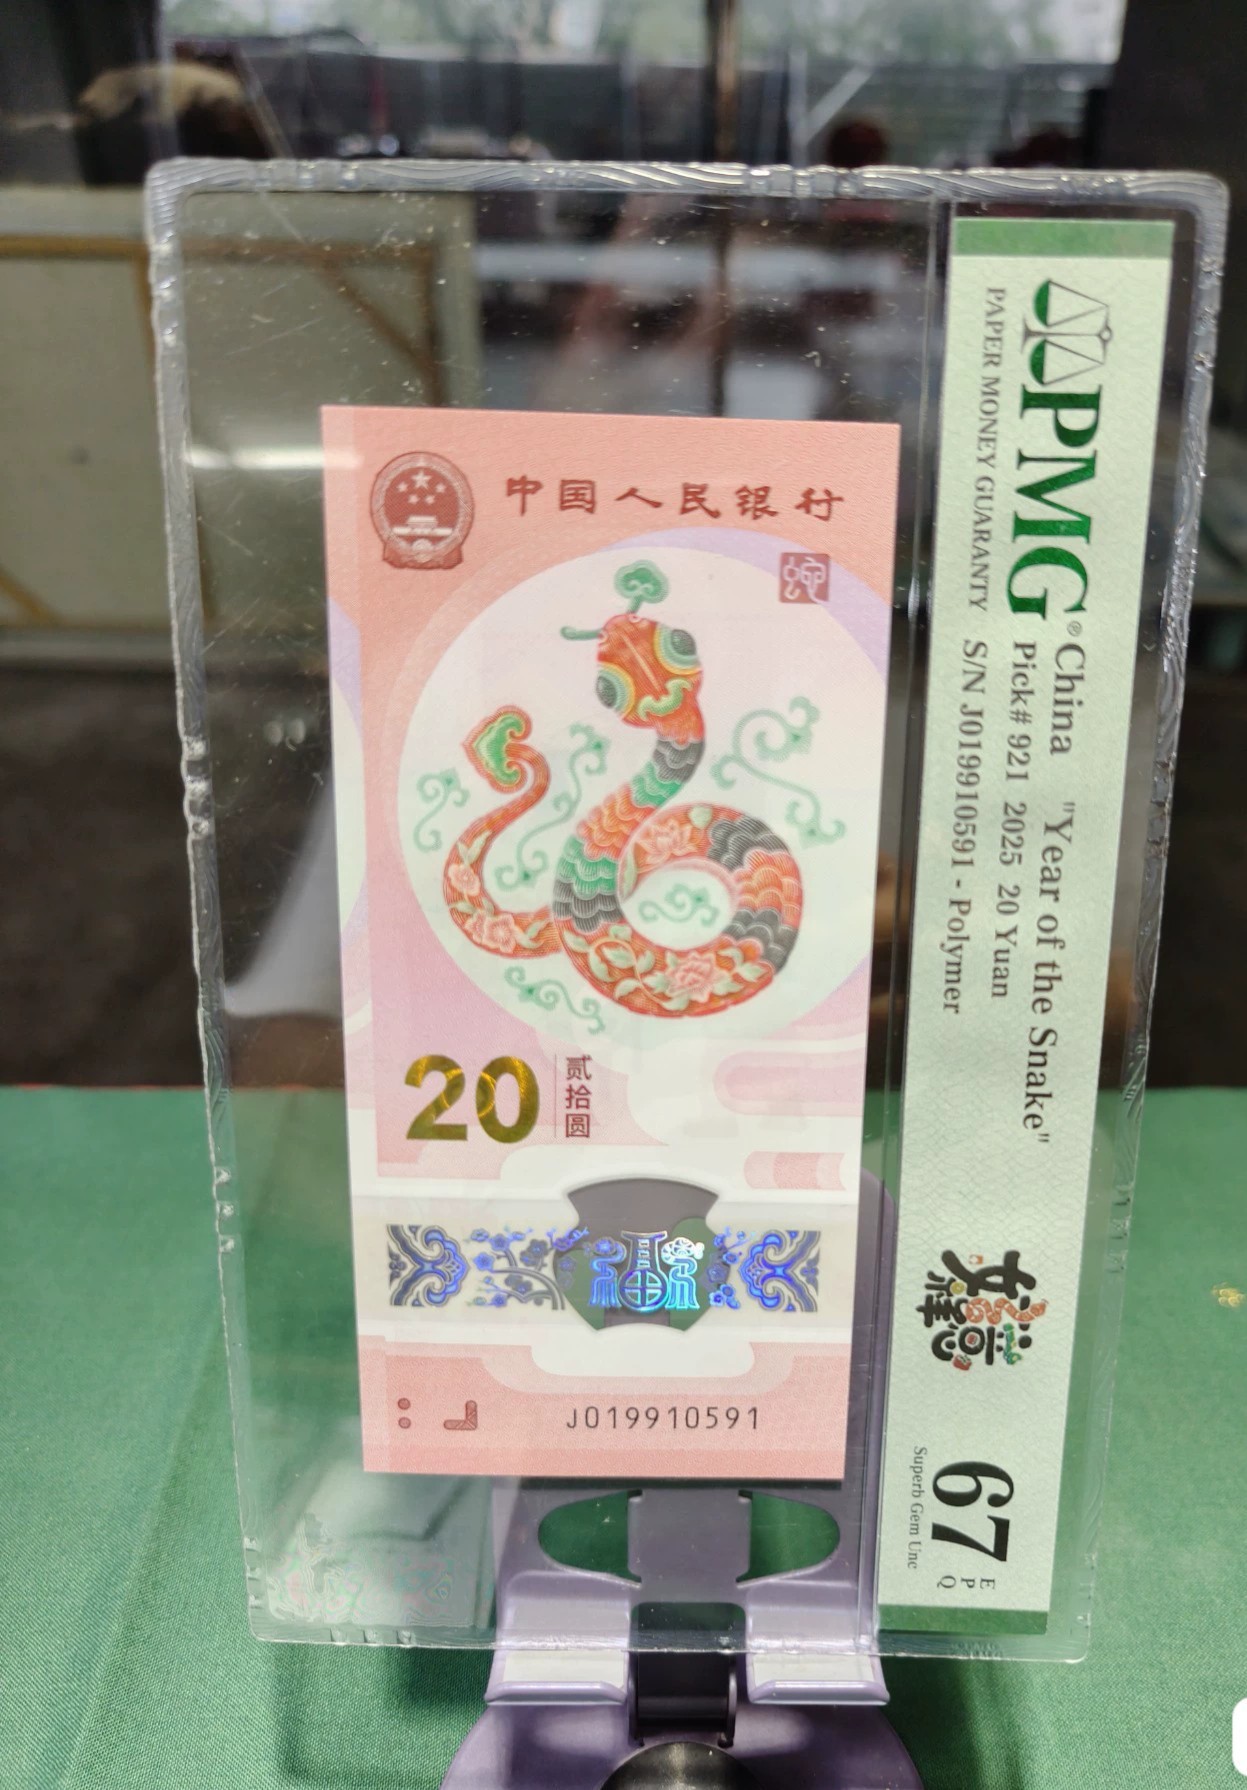 中国人民银行
蛇
20
贰拾圆
福
J019910591
PMG®
PAPER MONEY GUARANTY
China "Year of the Snake"
Pick# 921 2025 20 Yuan
S/N J019910591 - Polymer
67
EPQ
Superb Gem Unc